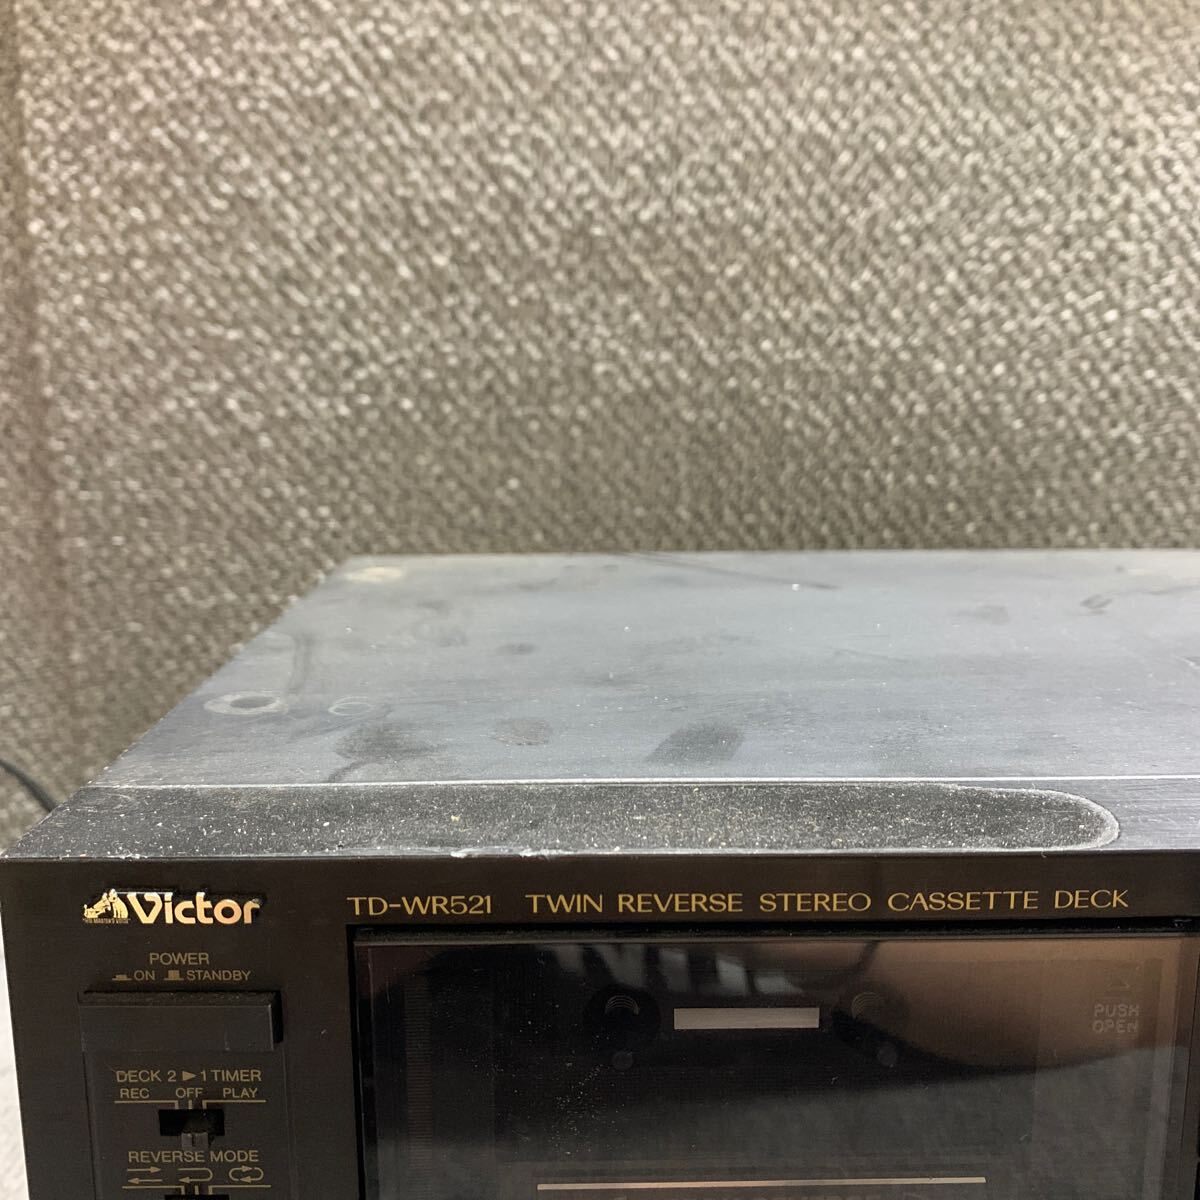 Victor
TD-WR521 TWIN REVERSE STEREO CASSETTE DECK
POWER
ON STANDBY
PUSH
OPEN
DECK 2 ▶ 1 TIMER
REC OFF PLAY
REVERSE MODE